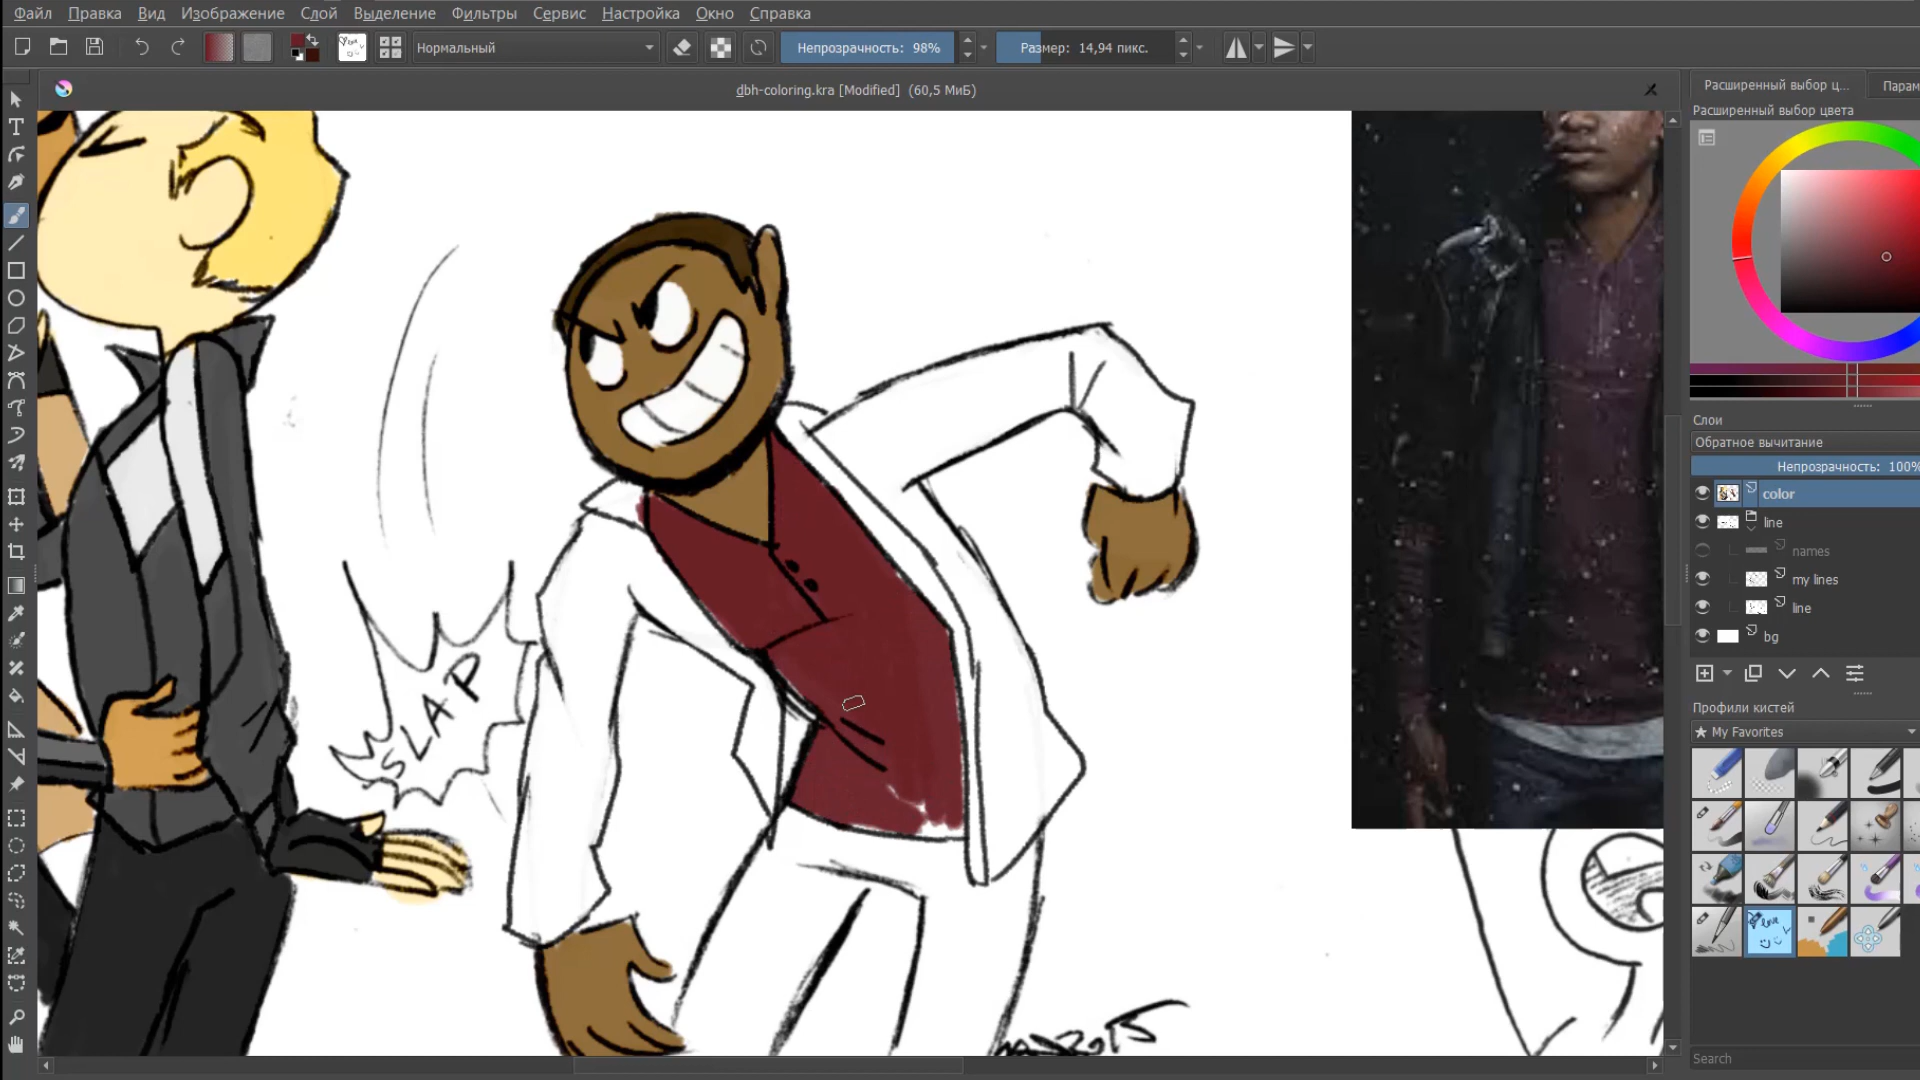 Файл Правка Вид Изображение Слой Выделение Фильтры Сервис Настройка Окно Справка
Нормальный Непрозрачность: 98% Размер: 14,94 пикс.
dbh-coloring.kra [Modified] (60,5 МиБ)
Расширенный выбор ц... Парам
Расширенный выбор цвета
SLAP
Слои
Обратное вычитание
Непрозрачность: 100%
color
line
names
my lines
line
bg
Профили кистей
★ My Favorites
Search